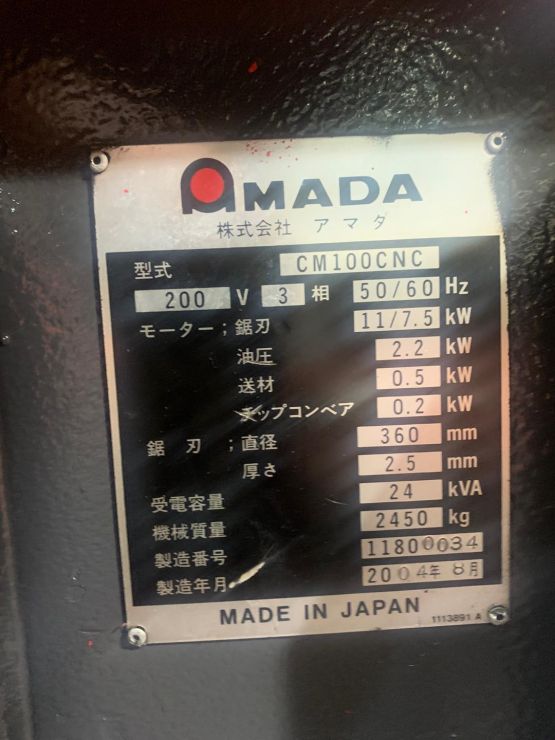 AMADA
株式会社 アマダ
型式 CM100CNC
200 V 3 相 50/60 Hz
モーター; 鋸刃 11/7.5 kW
油圧 2.2 kW
送材 0.5 kW
チップコンベア 0.2 kW
鋸 刃 ; 直径 360 mm
厚さ 2.5 mm
受電容量 24 kVA
機械質量 2450 kg
製造番号 11800034
製造年月 2004年 8月
MADE IN JAPAN
1113891 A